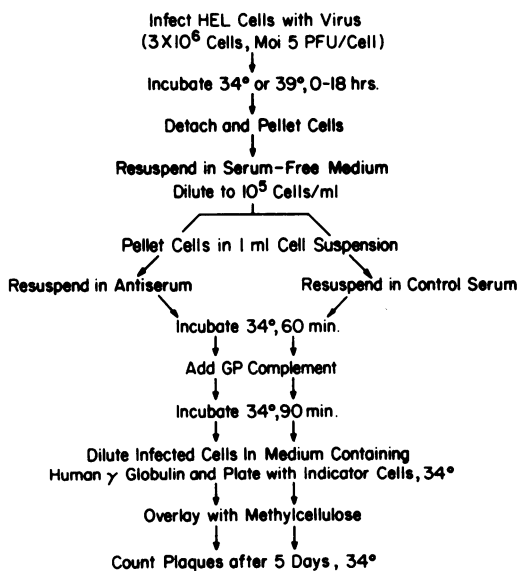 Infect HEL Cells with Virus
(3X10⁶ Cells, Moi 5 PFU/Cell)
Incubate 34° or 39°, 0-18 hrs.
Detach and Pellet Cells
Resuspend in Serum-Free Medium
Dilute to 10⁵ Cells/ml
Pellet Cells in 1 ml Cell Suspension
Resuspend in Antiserum
Resuspend in Control Serum
Incubate 34°, 60 min.
Add GP Complement
Incubate 34°, 90 min.
Dilute Infected Cells In Medium Containing
Human γ Globulin and Plate with Indicator Cells, 34°
Overlay with Methylcellulose
Count Plaques after 5 Days, 34°